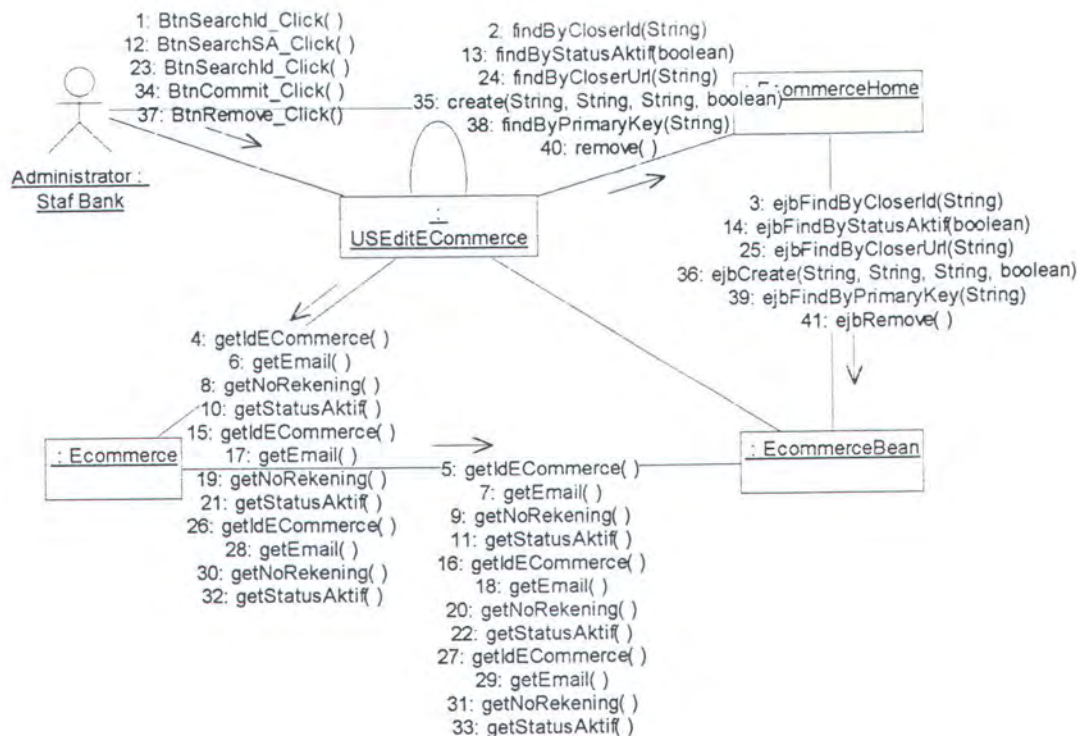 1: BtnSearchId_Click( )
12: BtnSearchSA_Click( )
23: BtnSearchId_Click( )
34: BtnCommit_Click( )
37: BtnRemove_Click()
2: findByCloserId(String)
13: findByStatusAktif(boolean)
24: findByCloserUrl(String)
35: create(String, String, String, boolean)
38: findByPrimaryKey(String)
40: remove( )
: EcommerceHome
Administrator :
Staf Bank
:
USEditECommerce
3: ejbFindByCloserId(String)
14: ejbFindByStatusAktif(boolean)
25: ejbFindByCloserUrl(String)
36: ejbCreate(String, String, String, boolean)
39: ejbFindByPrimaryKey(String)
41: ejbRemove( )
4: getIdECommerce( )
6: getEmail( )
8: getNoRekening( )
10: getStatusAktif( )
15: getIdECommerce( )
17: getEmail( )
19: getNoRekening( )
21: getStatusAktif( )
26: getIdECommerce( )
28: getEmail( )
30: getNoRekening( )
32: getStatusAktif( )
: Ecommerce
: EcommerceBean
5: getIdECommerce( )
7: getEmail( )
9: getNoRekening( )
11: getStatusAktif( )
16: getIdECommerce( )
18: getEmail( )
20: getNoRekening( )
22: getStatusAktif( )
27: getIdECommerce( )
29: getEmail( )
31: getNoRekening( )
33: getStatusAktif( )